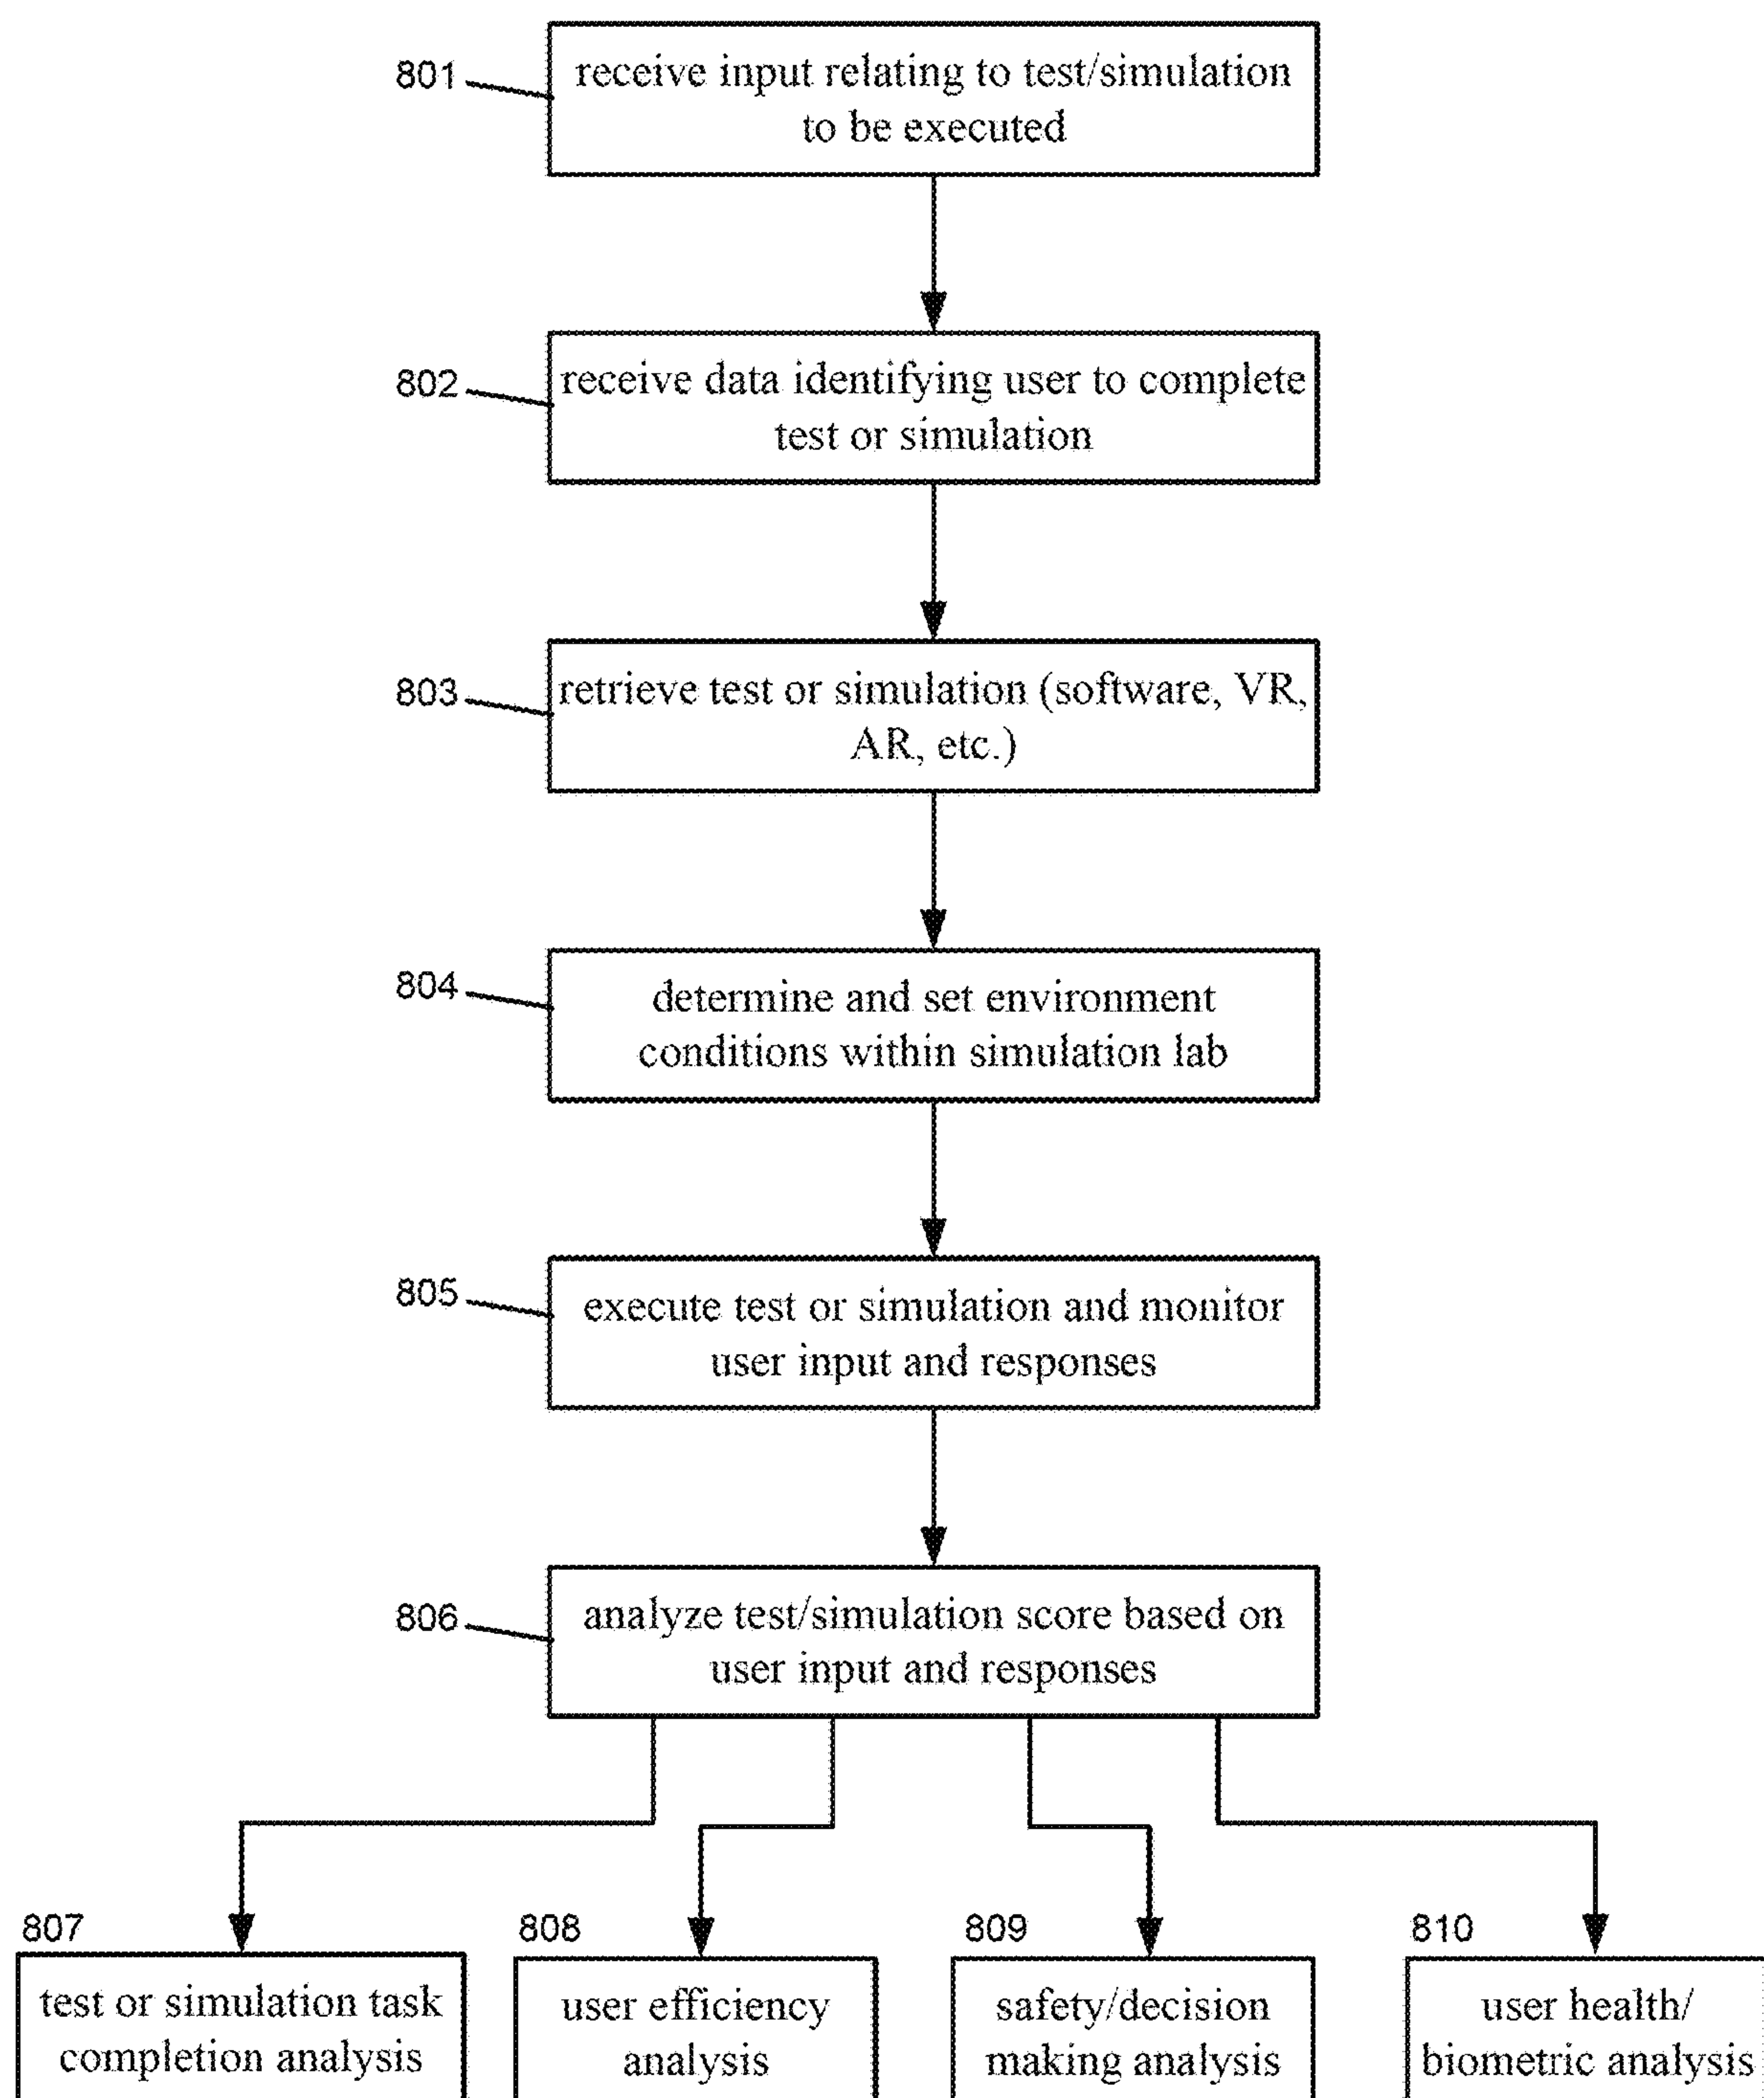 801
receive input relating to test/simulation
to be executed
802
receive data identifying user to complete
test or simulation
803
retrieve test or simulation (software, VR,
AR, etc.)
804
determine and set environment
conditions within simulation lab
805
execute test or simulation and monitor
user input and responses
806
analyze test/simulation score based on
user input and responses
807
test or simulation task
completion analysis
808
user efficiency
analysis
809
safety/decision
making analysis
810
user health/
biometric analysis